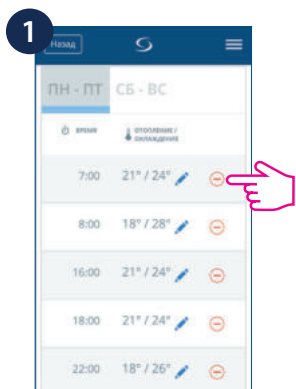 1
Назад
ПН - ПТ СБ - ВС
ВРЕМЯ
ОТОПЛЕНИЕ /
ОХЛАЖДЕНИЕ
7:00 21° / 24°
8:00 18° / 28°
16:00 21° / 24°
18:00 21° / 24°
22:00 18° / 26°